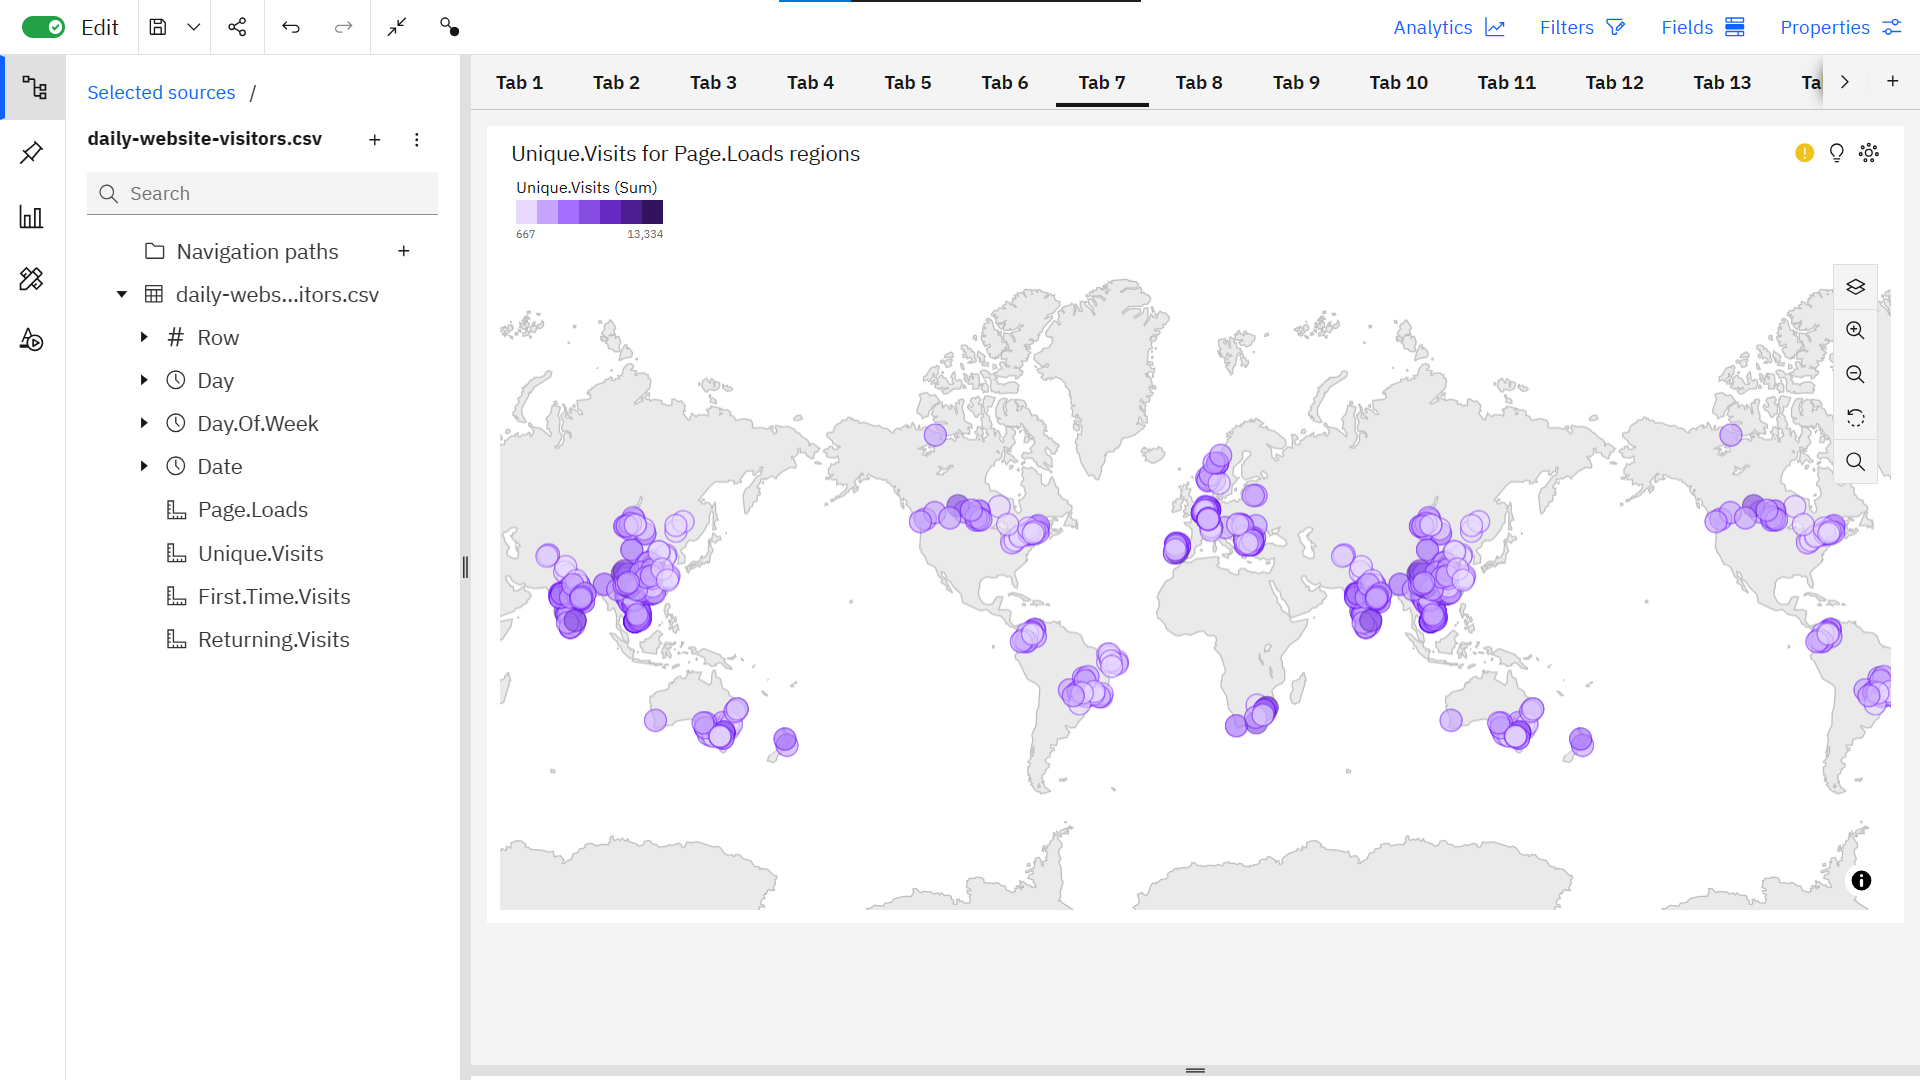 Edit
Analytics
Filters
Fields
Properties
Selected sources /
daily-website-visitors.csv
Search
Navigation paths
daily-webs...itors.csv
Row
Day
Day.Of.Week
Date
Page.Loads
Unique.Visits
First.Time.Visits
Returning.Visits
Tab 1 Tab 2 Tab 3 Tab 4 Tab 5 Tab 6 Tab 7 Tab 8 Tab 9 Tab 10 Tab 11 Tab 12 Tab 13 Ta
Unique.Visits for Page.Loads regions
Unique.Visits (Sum)
667 13,334